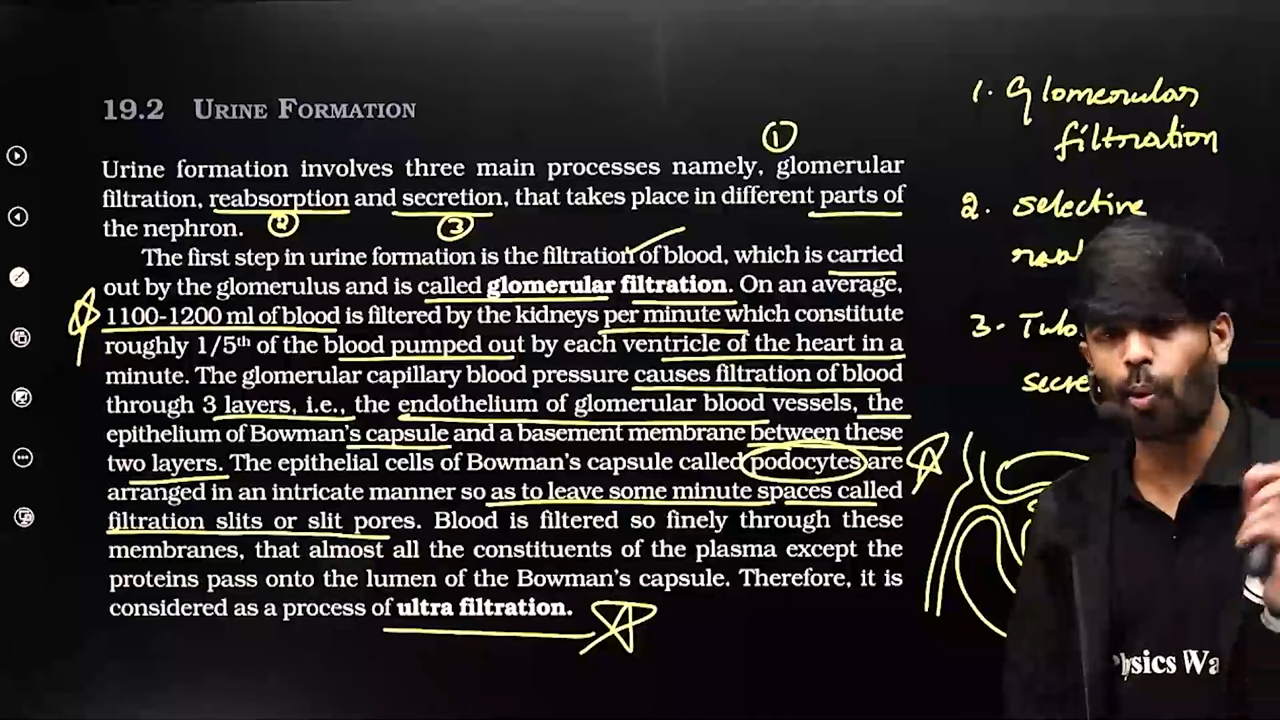 19.2 URINE FORMATION
①
Urine formation involves three main processes namely, glomerular
filtration, reabsorption and secretion, that takes place in different parts of
the nephron.
②
③
The first step in urine formation is the filtration of blood, which is carried
out by the glomerulus and is called glomerular filtration. On an average,
1100-1200 ml of blood is filtered by the kidneys per minute which constitute
roughly 1/5th of the blood pumped out by each ventricle of the heart in a
minute. The glomerular capillary blood pressure causes filtration of blood
through 3 layers, i.e., the endothelium of glomerular blood vessels, the
epithelium of Bowman's capsule and a basement membrane between these
two layers. The epithelial cells of Bowman's capsule called podocytes are
arranged in an intricate manner so as to leave some minute spaces called
filtration slits or slit pores. Blood is filtered so finely through these
membranes, that almost all the constituents of the plasma except the
proteins pass onto the lumen of the Bowman's capsule. Therefore, it is
considered as a process of ultra filtration.
1. Glomerular
filtration
2. selective
3.